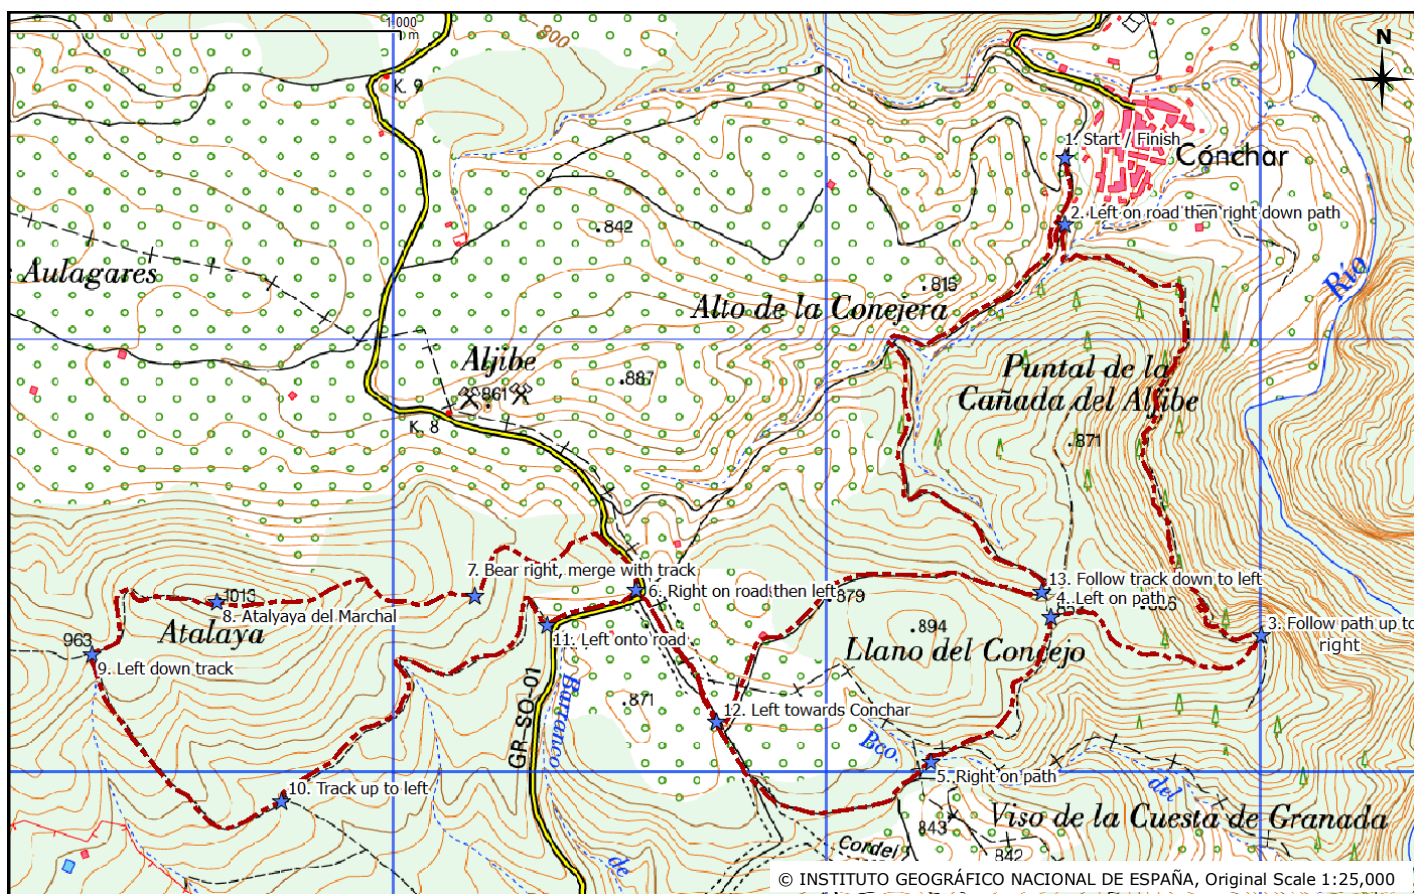 1 000
m
800
N
K. 9
1. Start / Finish
Cónchar
2. Left on road then right down path
842
Río
Aulagares
815
Alto de la Conejera
Aljibe
887
861
Puntal de la
Cañada del Aljibe
K. 8
871
7. Bear right, merge with track
13. Follow track down to left
6. Right on road then left
4. Left on path
1013
879
8. Atalyaya del Marchal
Atalaya
963
894
3. Follow path up to
right
11. Left onto road
Llano del Concejo
9. Left down track
GR-SO-01
Barranco
871
12. Left towards Conchar
Bco.
5. Right on path
10. Track up to left
del
843
Viso de la Cuesta de Granada
Cordel
842
de
© INSTITUTO GEOGRÁFICO NACIONAL DE ESPAÑA, Original Scale 1:25,000